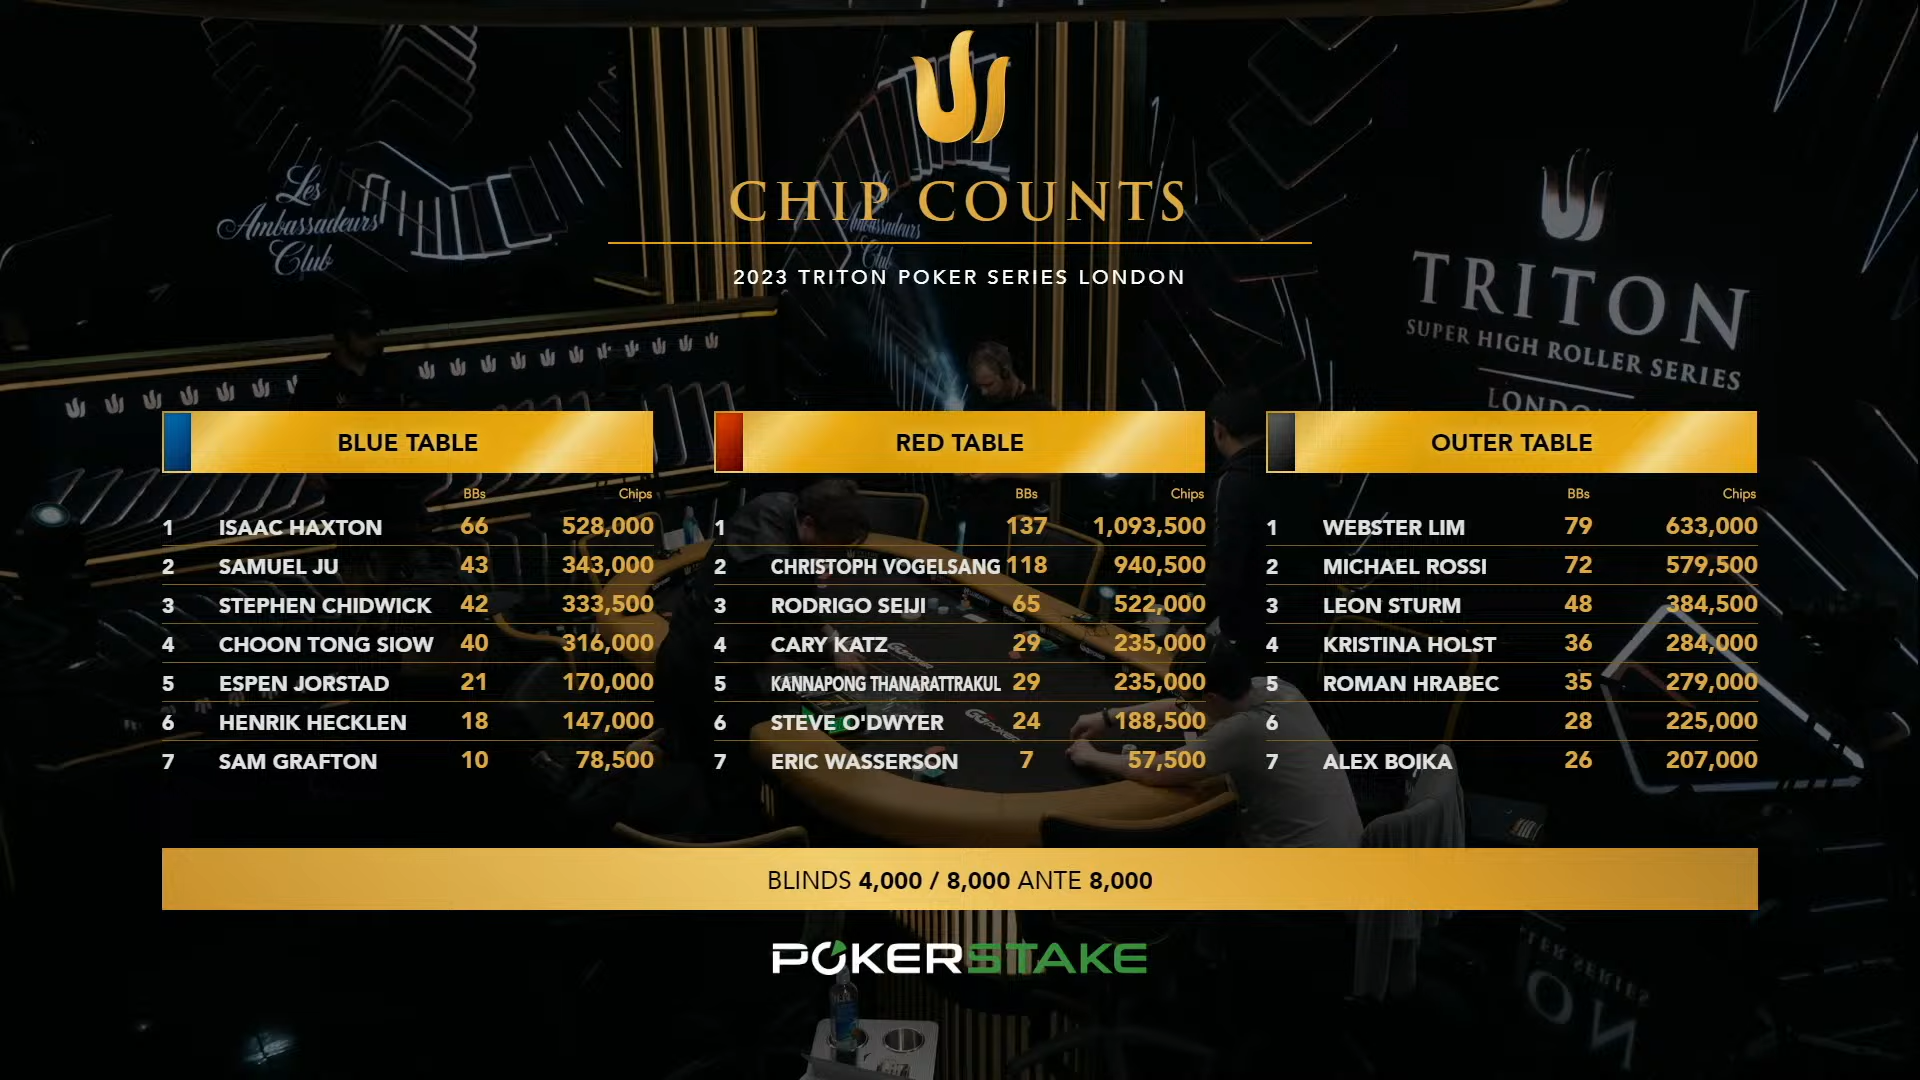 CHIP COUNTS
2023 TRITON POKER SERIES LONDON
Les
Ambassadeurs
Club
Ambassadeurs
Club
TRITON
SUPER HIGH ROLLER SERIES
LONDON
BLUE TABLE
BBs Chips
1 ISAAC HAXTON 66 528,000
2 SAMUEL JU 43 343,000
3 STEPHEN CHIDWICK 42 333,500
4 CHOON TONG SIOW 40 316,000
5 ESPEN JORSTAD 21 170,000
6 HENRIK HECKLEN 18 147,000
7 SAM GRAFTON 10 78,500
RED TABLE
BBs Chips
1 137 1,093,500
2 CHRISTOPH VOGELSANG 118 940,500
3 RODRIGO SEIJI 65 522,000
4 CARY KATZ 29 235,000
5 KANNAPONG THANARATTRAKUL 29 235,000
6 STEVE O'DWYER 24 188,500
7 ERIC WASSERSON 7 57,500
OUTER TABLE
BBs Chips
1 WEBSTER LIM 79 633,000
2 MICHAEL ROSSI 72 579,500
3 LEON STURM 48 384,500
4 KRISTINA HOLST 36 284,000
5 ROMAN HRABEC 35 279,000
6 28 225,000
7 ALEX BOIKA 26 207,000
GGPOKER
GGPOKER
BLINDS 4,000 / 8,000 ANTE 8,000
POKERSTAKE